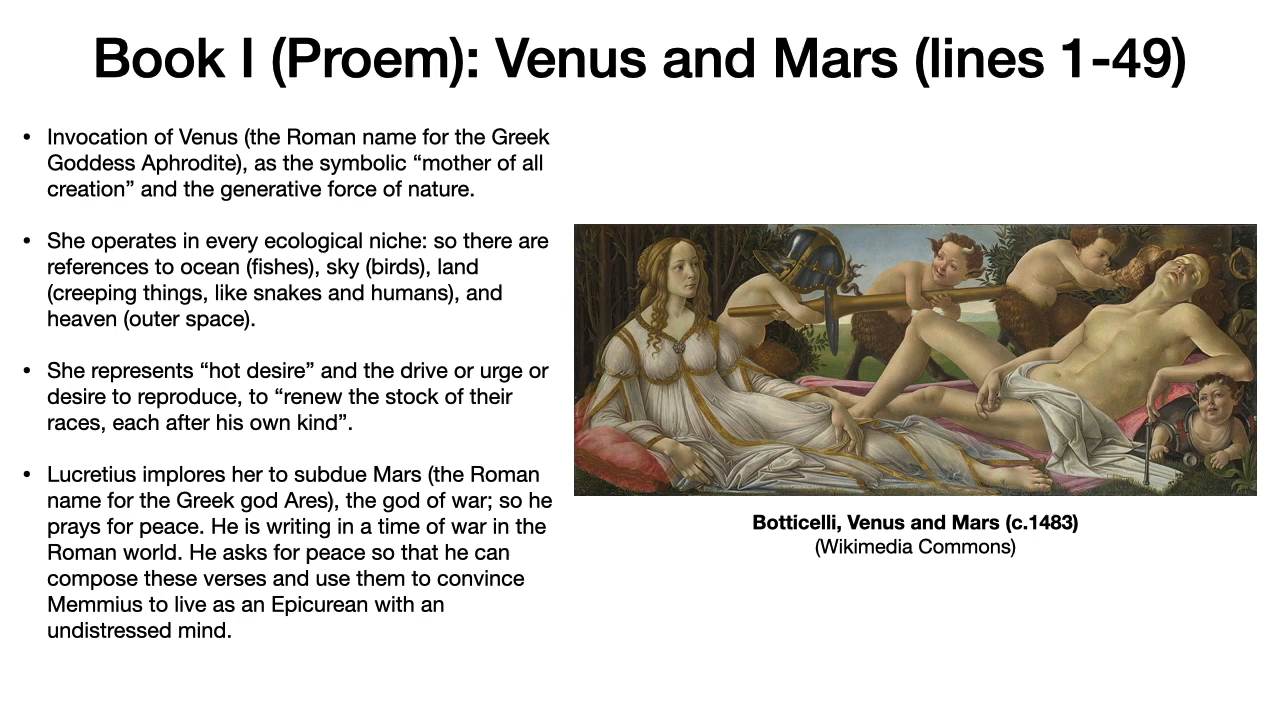 Book I (Proem): Venus and Mars (lines 1-49)
• Invocation of Venus (the Roman name for the Greek
Goddess Aphrodite), as the symbolic “mother of all
creation” and the generative force of nature.
• She operates in every ecological niche: so there are
references to ocean (fishes), sky (birds), land
(creeping things, like snakes and humans), and
heaven (outer space).
• She represents “hot desire” and the drive or urge or
desire to reproduce, to “renew the stock of their
races, each after his own kind”.
• Lucretius implores her to subdue Mars (the Roman
name for the Greek god Ares), the god of war; so he
prays for peace. He is writing in a time of war in the
Roman world. He asks for peace so that he can
compose these verses and use them to convince
Memmius to live as an Epicurean with an
undistressed mind.
Botticelli, Venus and Mars (c.1483)
(Wikimedia Commons)